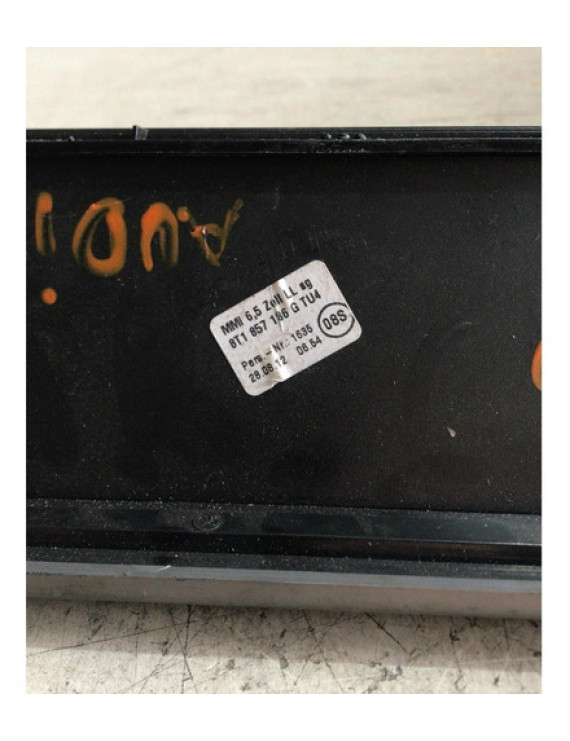 AUDI
MMI 6,5 Zoll LL sg
8T1 857 186 G TU4
Pers.-Nr.: 1635
28.08.12 06.54
08S